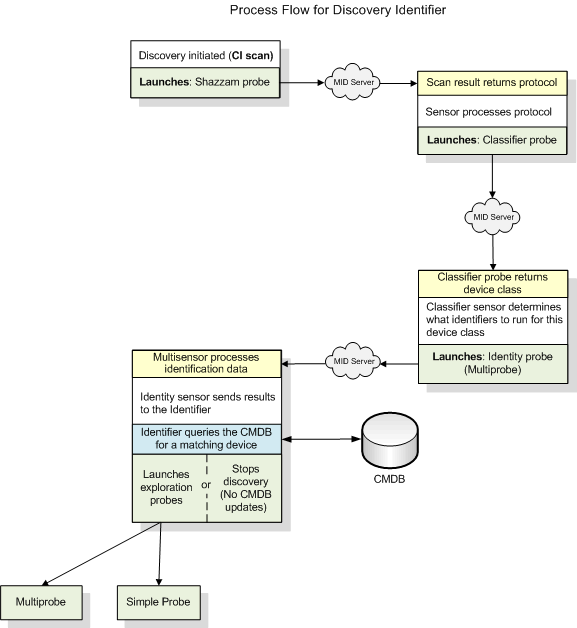 Process Flow for Discovery Identifier
Discovery initiated (CI scan)
Launches: Shazzam probe
MID Server
Scan result returns protocol
Sensor processes protocol
Launches: Classifier probe
MID Server
Classifier probe returns
device class
Classifier sensor determines
what identifiers to run for this
device class
Launches: Identity probe
(Multiprobe)
MID Server
Multisensor processes
identification data
Identity sensor sends results
to the Identifier
Identifier queries the CMDB
for a matching device
CMDB
Launches
exploration
probes
or
Stops
discovery
(No CMDB
updates)
Multiprobe
Simple Probe